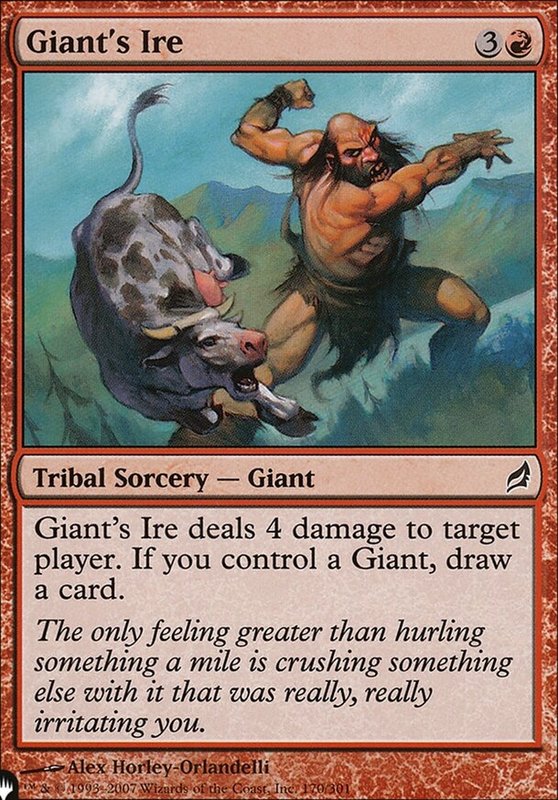 Giant's Ire 3
Tribal Sorcery — Giant
Giant's Ire deals 4 damage to target
player. If you control a Giant, draw
a card.
The only feeling greater than hurling
something a mile is crushing something
else with it that was really, really
irritating you.
Alex Horley-Orlandelli
™ & © 1993-2007 Wizards of the Coast, Inc. 170/301